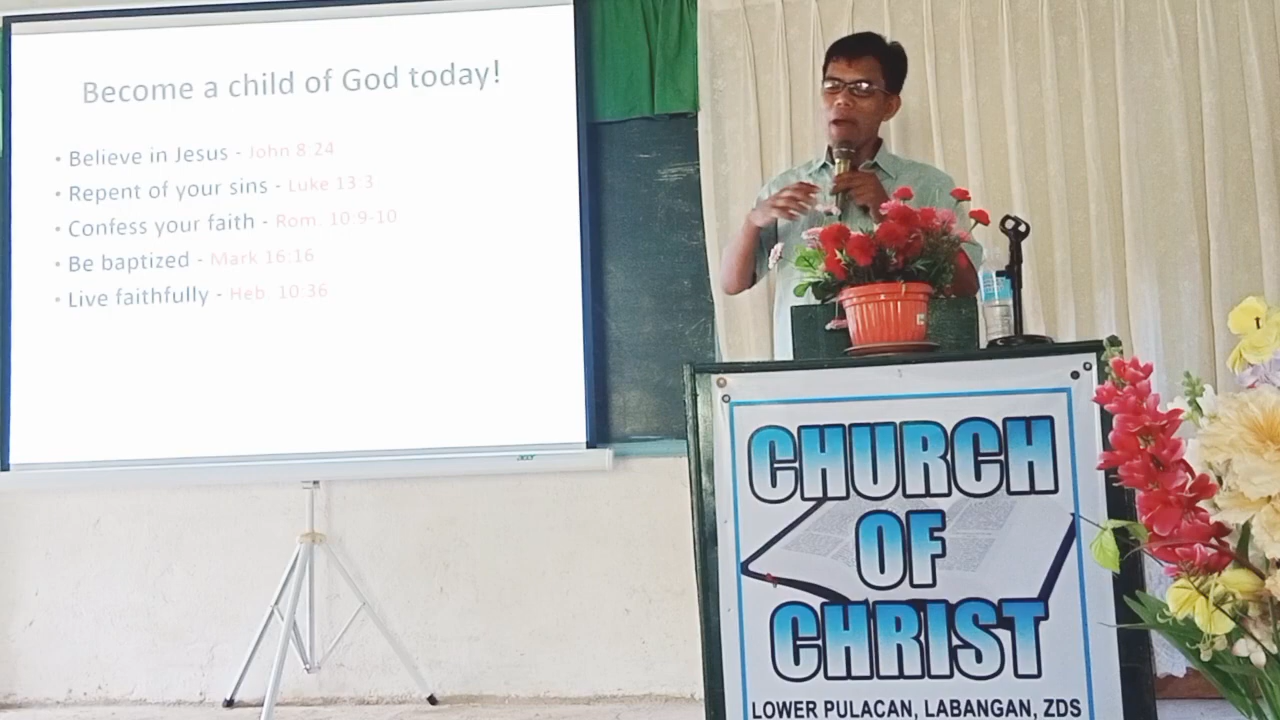 Become a child of God today!
• Believe in Jesus - John 8:24
• Repent of your sins - Luke 13:3
• Confess your faith - Rom. 10:9-10
• Be baptized - Mark 16:16
• Live faithfully - Heb. 10:36
acer
CHURCH
OF
CHRIST
LOWER PULACAN, LABANGAN, ZDS